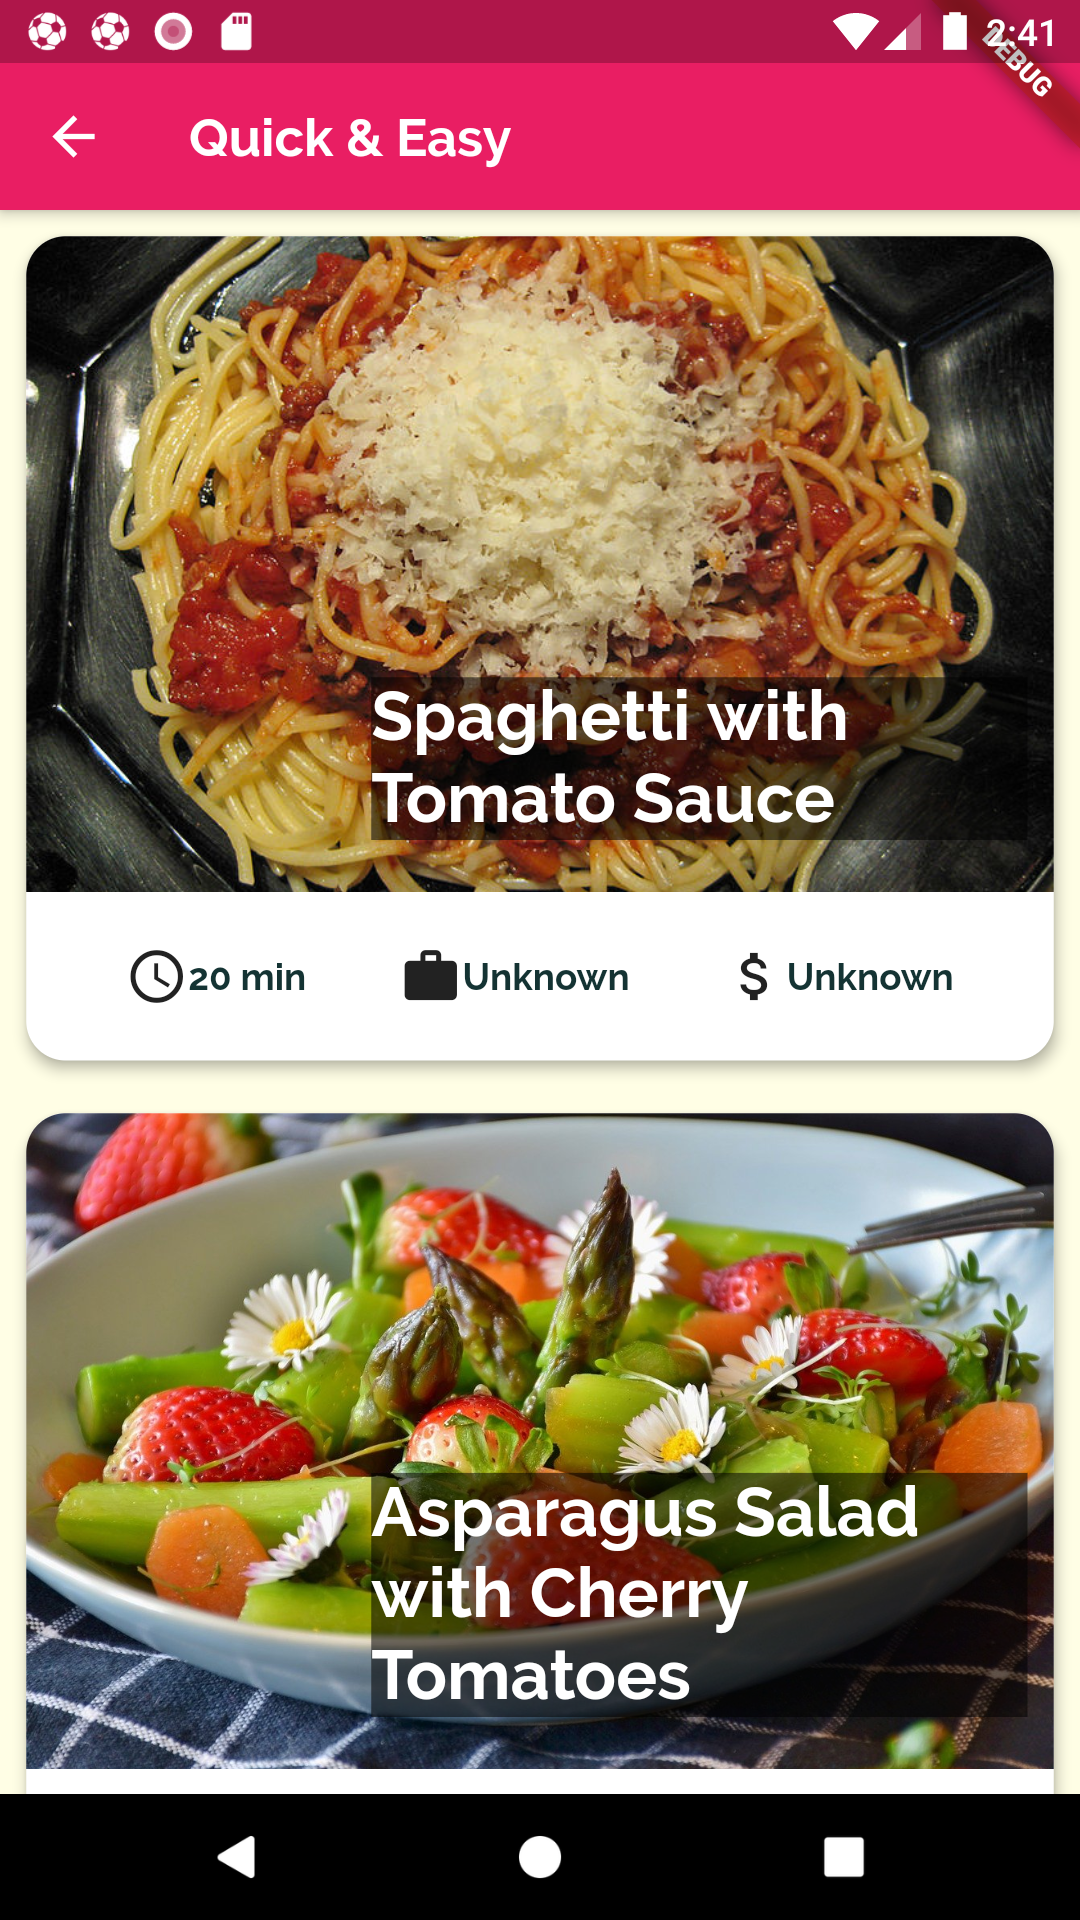 2:41
DEBUG
Quick & Easy
Spaghetti with
Tomato Sauce
20 min
Unknown
Unknown
Asparagus Salad
with Cherry
Tomatoes